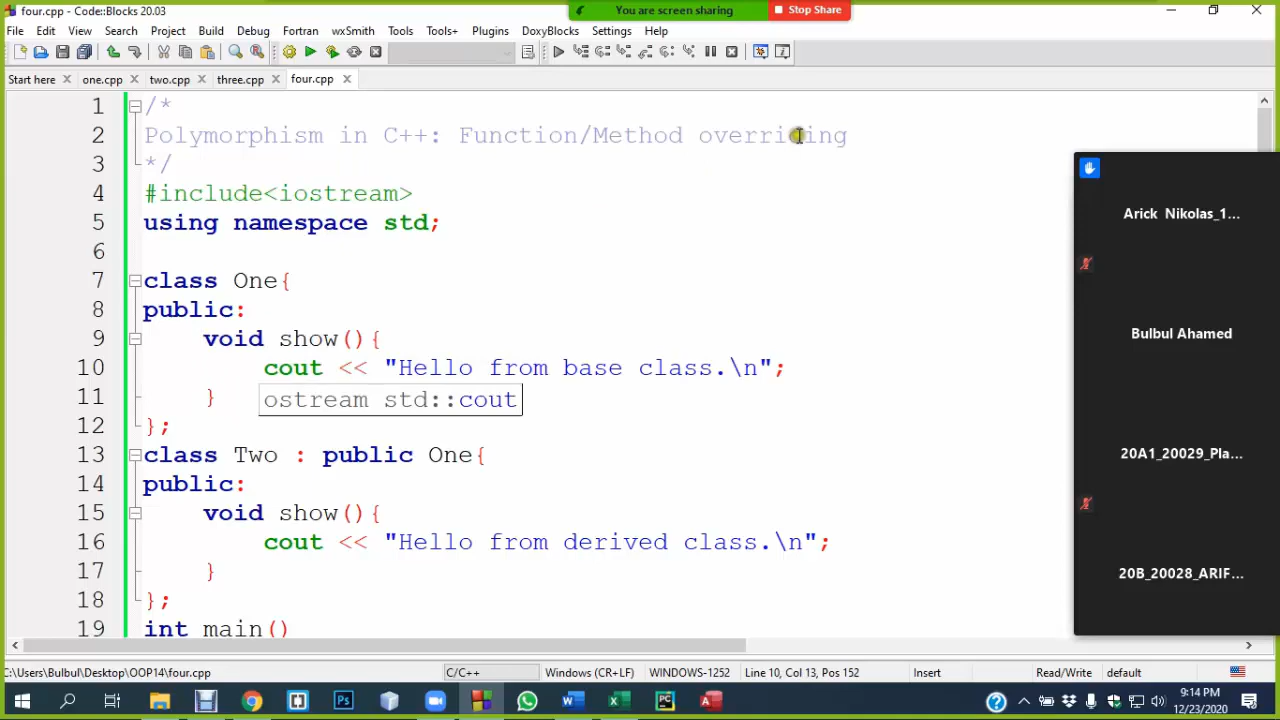 four.cpp - Code::Blocks 20.03
You are screen sharing
Stop Share
File Edit View Search Project Build Debug Fortran wxSmith Tools Tools+ Plugins DoxyBlocks Settings Help
Start here one.cpp two.cpp three.cpp four.cpp
1 /*
2 Polymorphism in C++: Function/Method overriding
3 */
4 #include<iostream>
5 using namespace std;
6
7 class One{
8 public:
9 void show(){
10 cout << "Hello from base class.\n";
11 }
ostream std::cout
12 };
13 class Two : public One{
14 public:
15 void show(){
16 cout << "Hello from derived class.\n";
17 }
18 };
19 int main()
Arick Nikolas_1...
Bulbul Ahamed
20A1_20029_Pla...
20B_20028_ARIF...
C:\Users\Bulbul\Desktop\OOP14\four.cpp C/C++ Windows (CR+LF) WINDOWS-1252 Line 10, Col 13, Pos 152 Insert Read/Write default
9:14 PM
12/23/2020